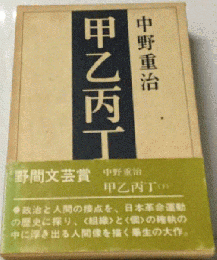 中野重治
甲乙丙丁
野間文芸賞
中野重治
甲乙丙丁
●政治と人間の接点を、日本革命運動
の歴史に探り、〈組織〉と〈個〉の確執の
中に浮き出る人間像を描く畢生の大作。